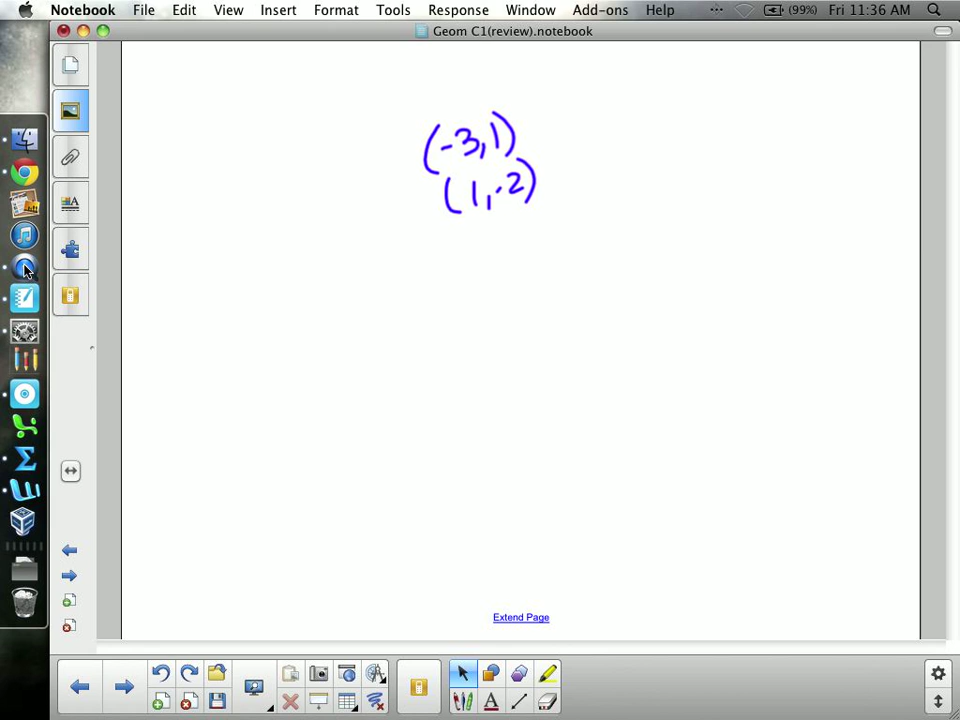 Notebook File Edit View Insert Format Tools Response Window Add-ons Help (99%) Fri 11:36 AM
Geom C1(review).notebook
(-3,1)
(1,-2)
Extend Page